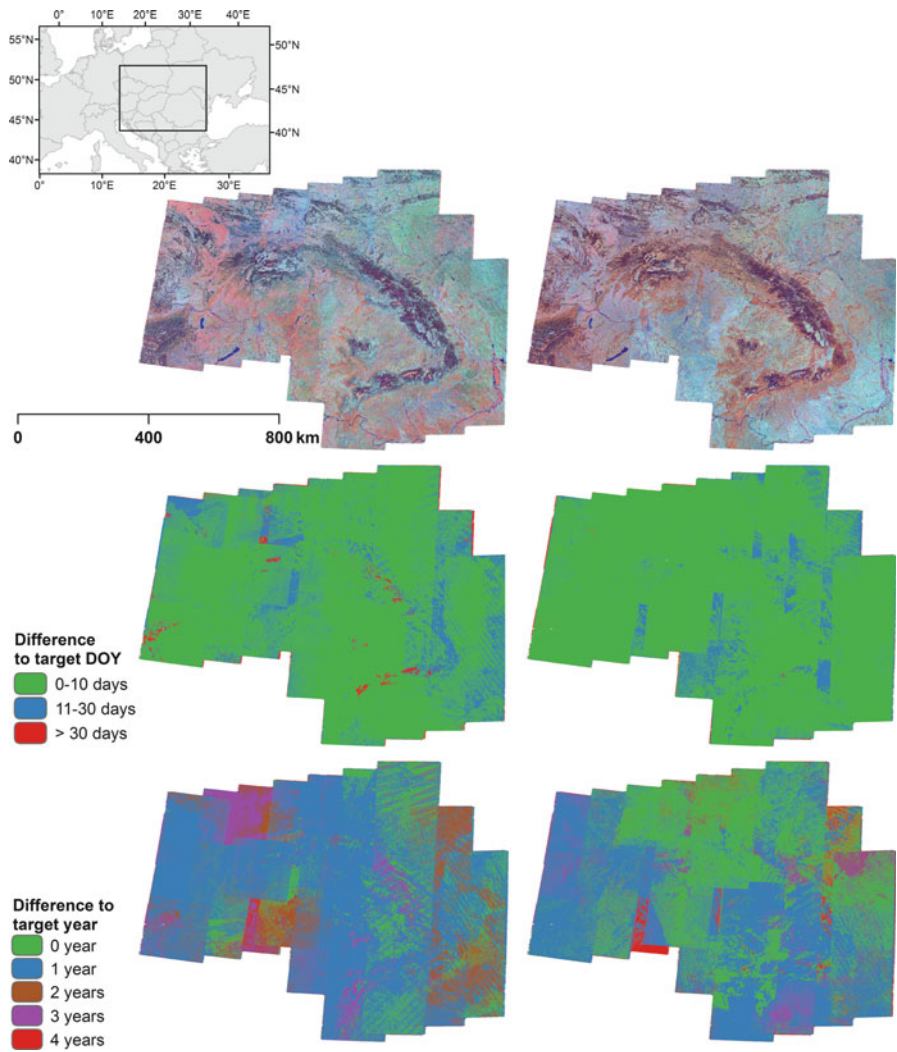 0° 10°E 20°E 30°E 40°E
55°N
50°N
50°N
45°N
45°N
40°N
40°N
0° 10°E 20°E 30°E
0 400 800 km
Difference
to target DOY
0-10 days
11-30 days
> 30 days
Difference to
target year
0 year
1 year
2 years
3 years
4 years